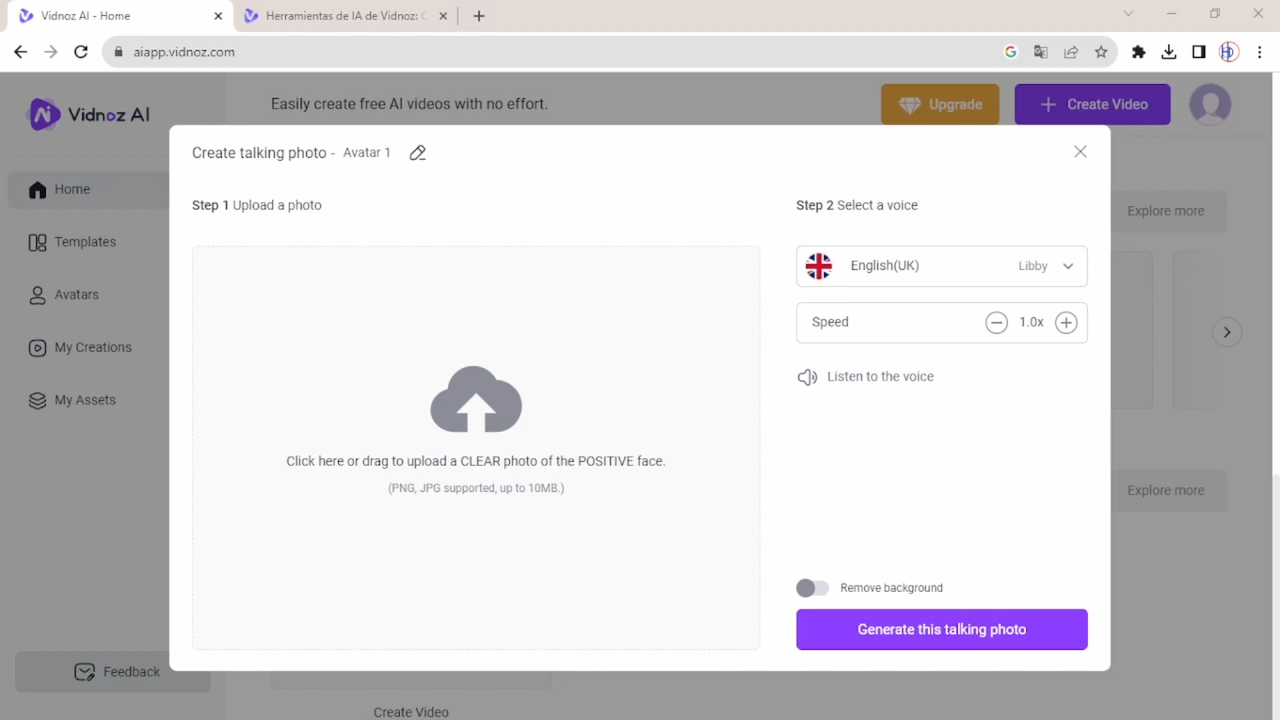 Vidnoz AI - Home
Herramientas de IA de Vidnoz:
aiapp.vidnoz.com
Vidnoz AI
Easily create free AI videos with no effort.
Upgrade
Create Video
Home
Templates
Avatars
My Creations
My Assets
Feedback
Create talking photo - Avatar 1
Step 1 Upload a photo
Click here or drag to upload a CLEAR photo of the POSITIVE face.
(PNG, JPG supported, up to 10MB.)
Step 2 Select a voice
English(UK) Libby
Speed 1.0x
Listen to the voice
Remove background
Generate this talking photo
Explore more
Explore more
Create Video